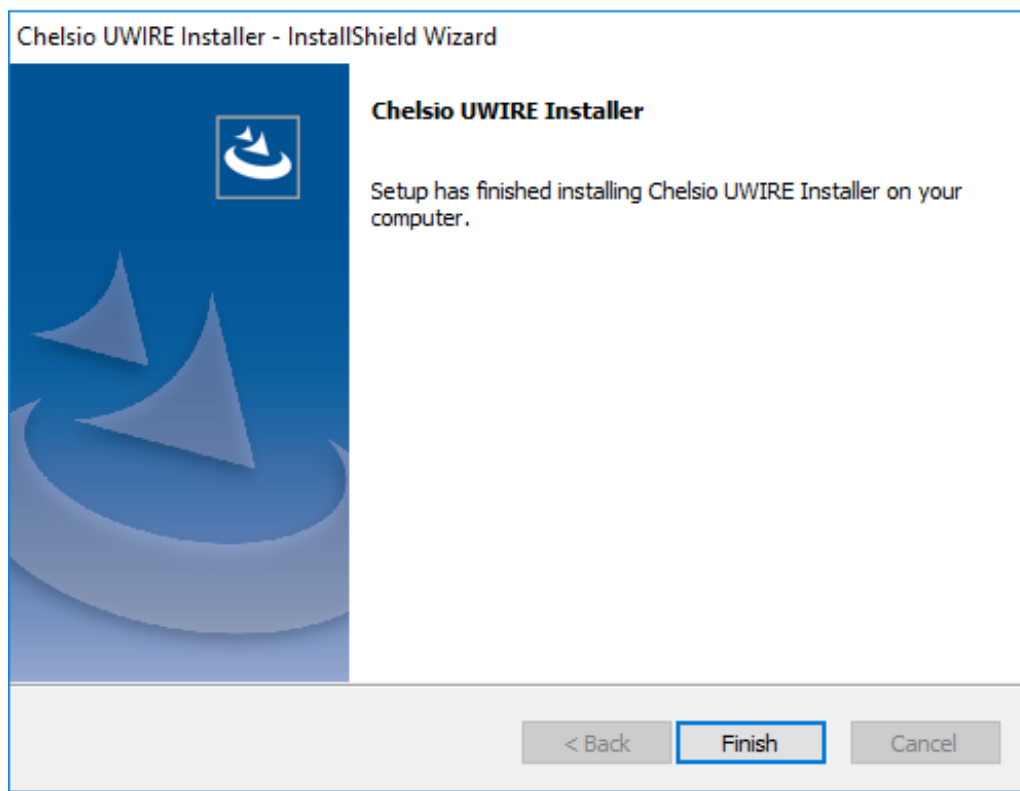 Chelsio UWIRE Installer - InstallShield Wizard
Chelsio UWIRE Installer
Setup has finished installing Chelsio UWIRE Installer on your
computer.
< Back
Finish
Cancel